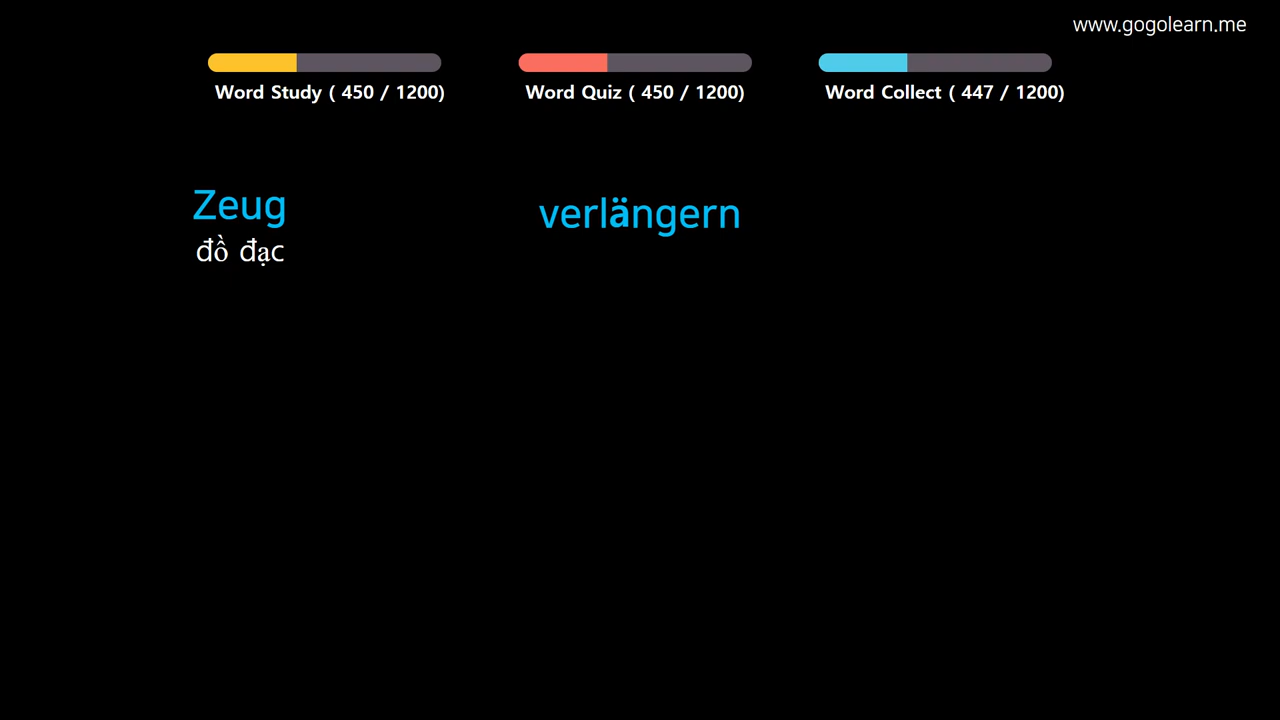 www.gogolearn.me
Word Study ( 450 / 1200)
Word Quiz ( 450 / 1200)
Word Collect ( 447 / 1200)
Zeug
đồ đạc
verlängern